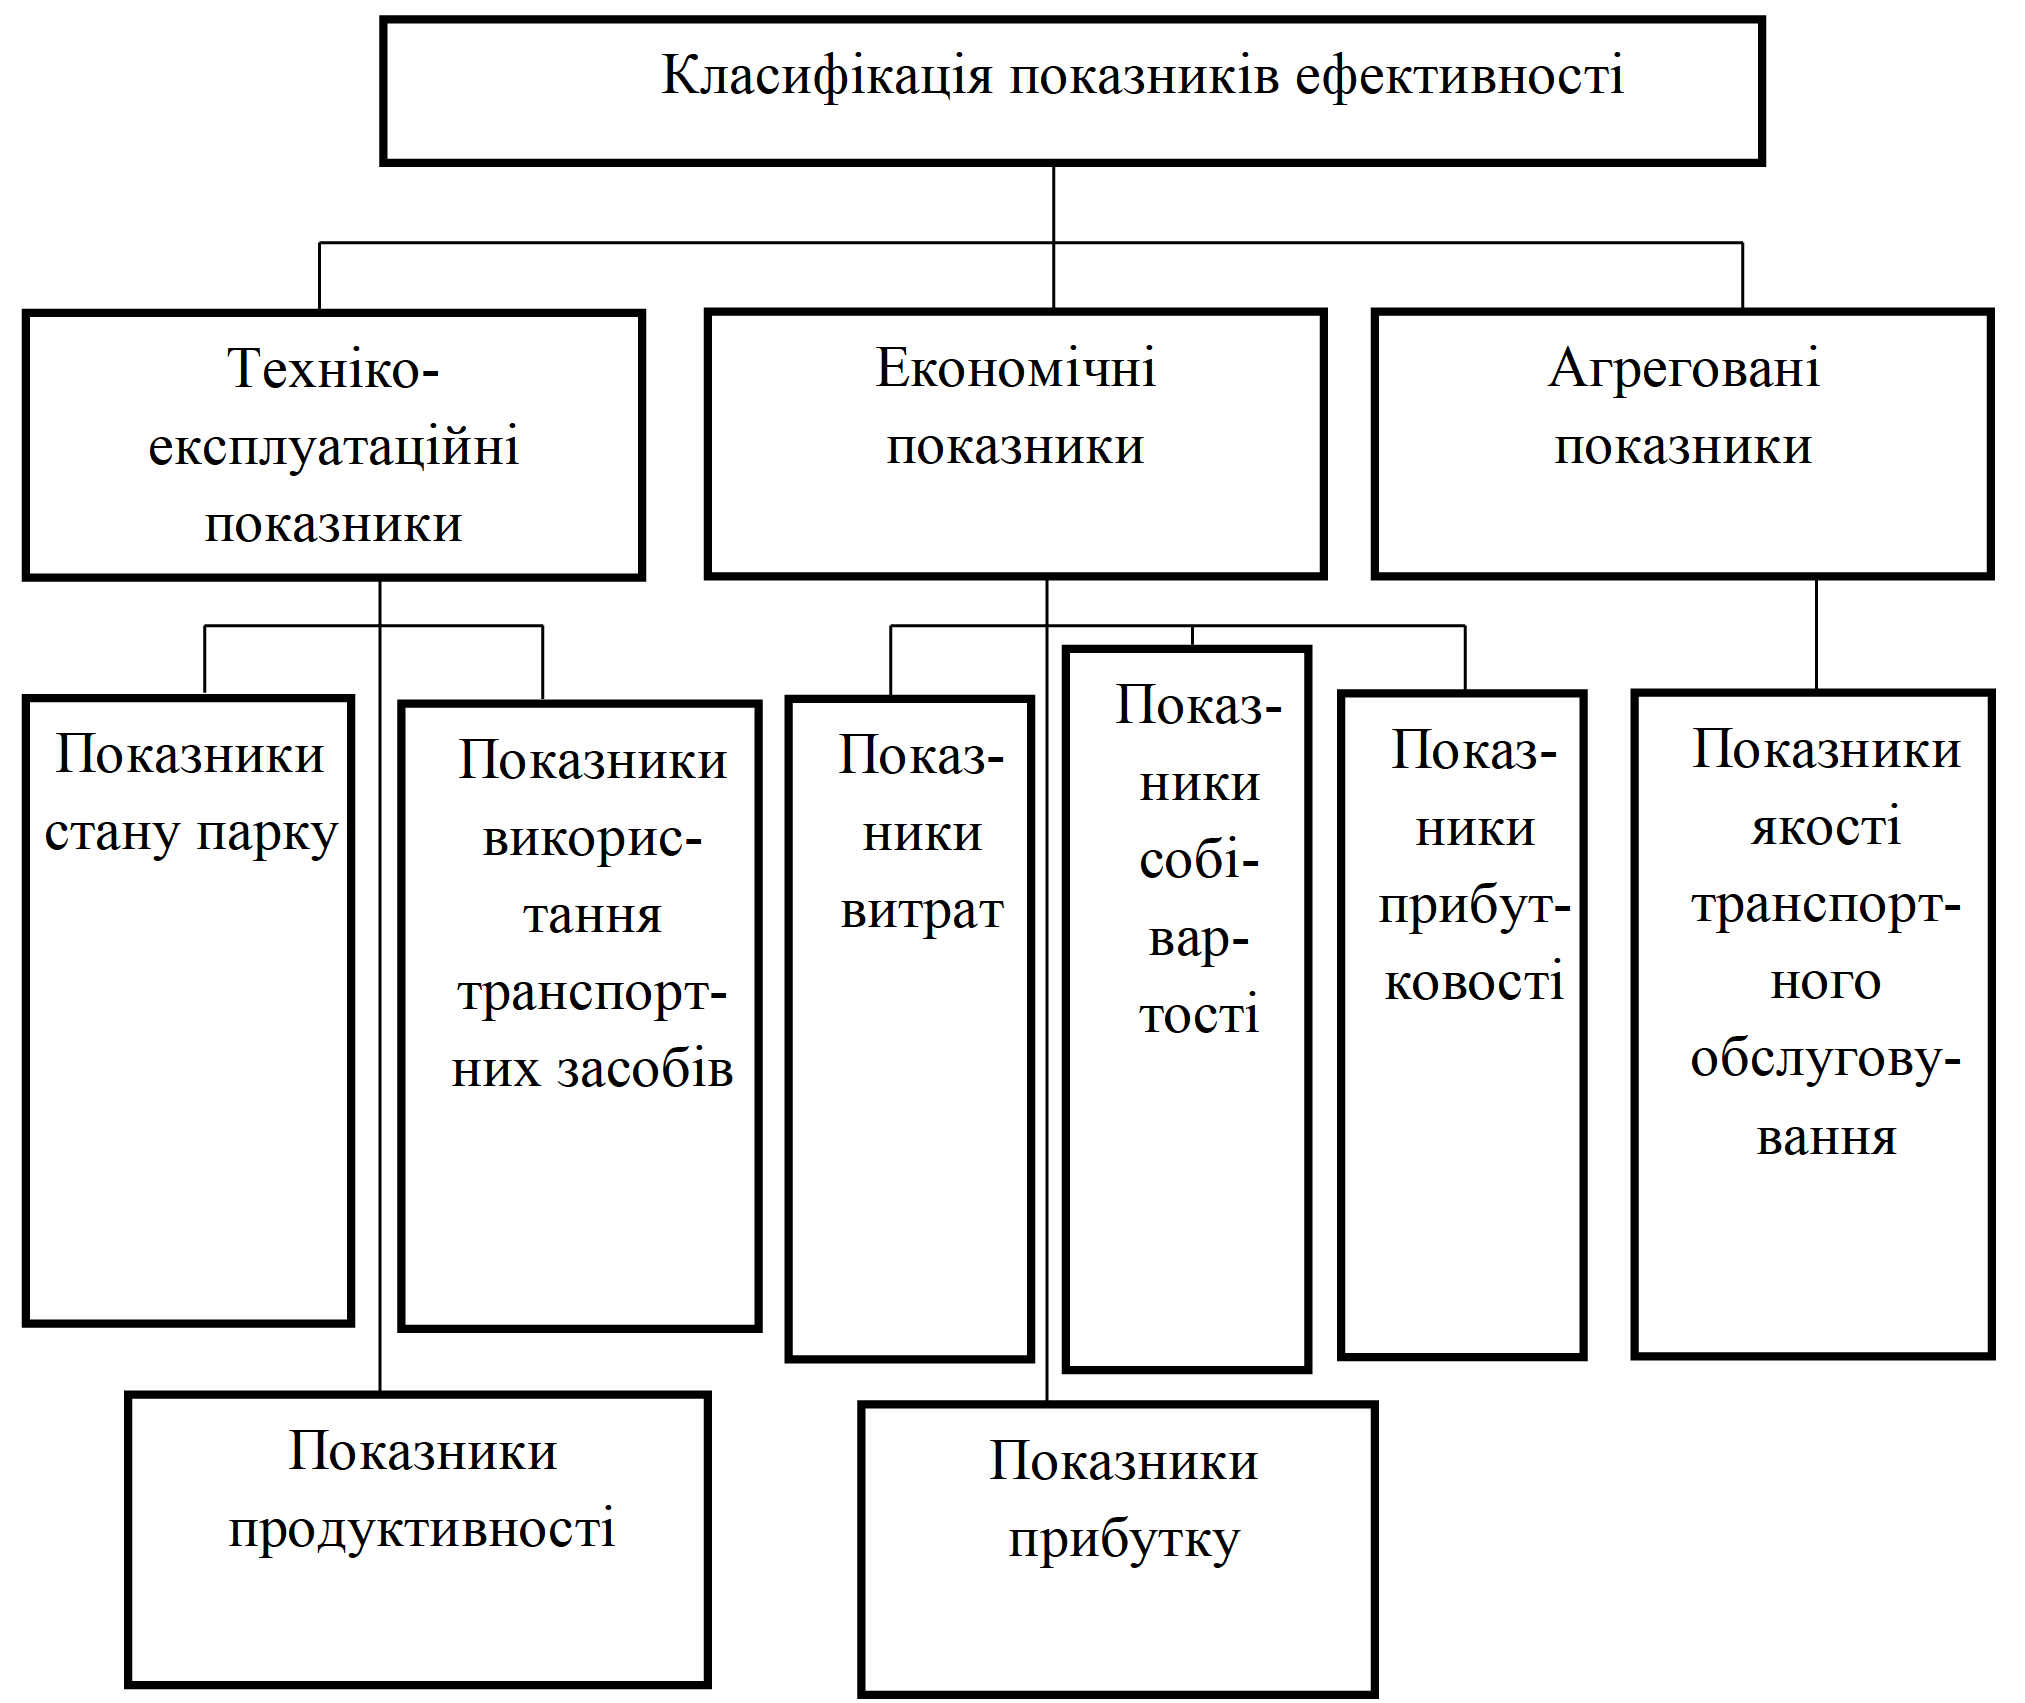 Класифікація показників ефективності
Техніко-
експлуатаційні
показники
Економічні
показники
Агреговані
показники
Показники
стану парку
Показники
викорис-
тання
транспорт-
них засобів
Показ-
ники
витрат
Показ-
ники
собі-
вар-
тості
Показ-
ники
прибут-
ковості
Показники
якості
транспорт-
ного
обслугову-
вання
Показники
продуктивності
Показники
прибутку